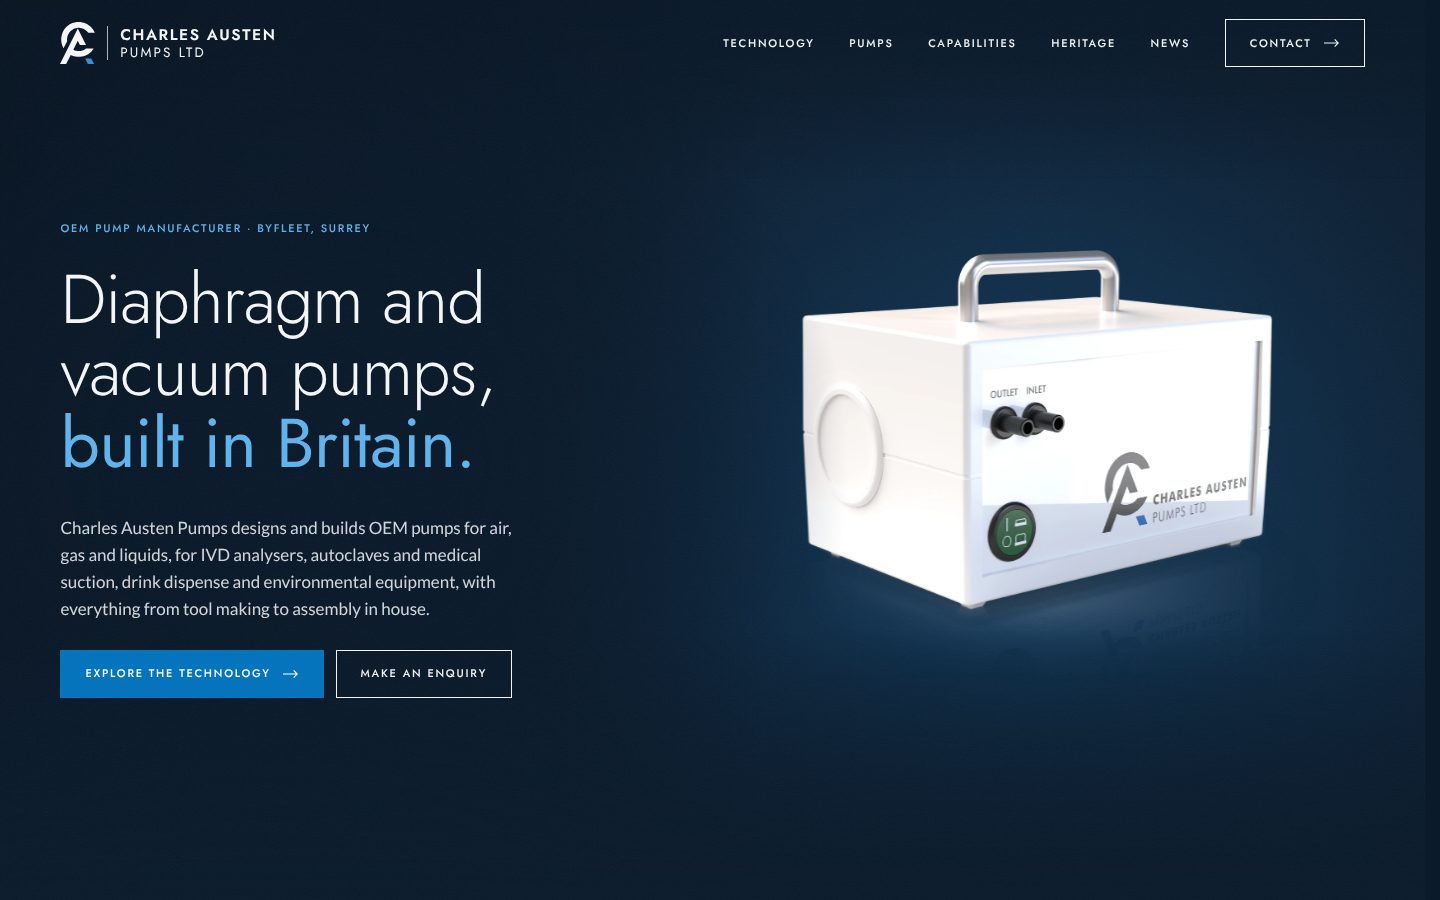 CHARLES AUSTEN
PUMPS LTD
TECHNOLOGY
PUMPS
CAPABILITIES
HERITAGE
NEWS
CONTACT
OEM PUMP MANUFACTURER · BYFLEET, SURREY
Diaphragm and
vacuum pumps,
built in Britain.
Charles Austen Pumps designs and builds OEM pumps for air,
gas and liquids, for IVD analysers, autoclaves and medical
suction, drink dispense and environmental equipment, with
everything from tool making to assembly in house.
EXPLORE THE TECHNOLOGY
MAKE AN ENQUIRY
OUTLET INLET
CHARLES AUSTEN
PUMPS LTD